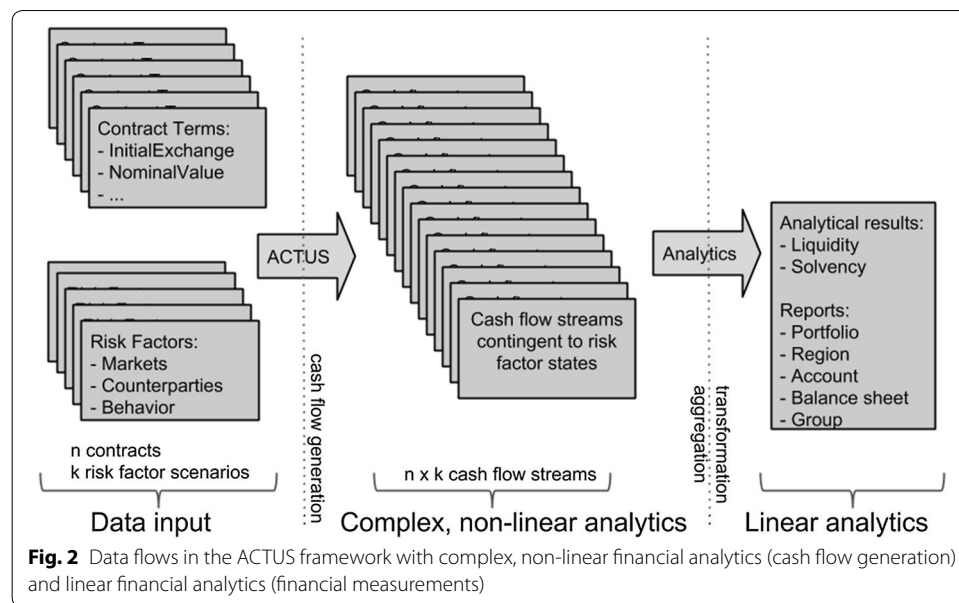 Contract Terms:
- InitialExchange
- NominalValue
- ...
Risk Factors:
- Markets
- Counterparties
- Behavior
n contracts
k risk factor scenarios
Data input
ACTUS
cash flow generation
Cash flow streams
contingent to risk
factor states
n x k cash flow streams
Complex, non-linear analytics
Analytics
transformation
aggregation
Analytical results:
- Liquidity
- Solvency
Reports:
- Portfolio
- Region
- Account
- Balance sheet
- Group
Linear analytics
Fig. 2 Data flows in the ACTUS framework with complex, non-linear financial analytics (cash flow generation)
and linear financial analytics (financial measurements)